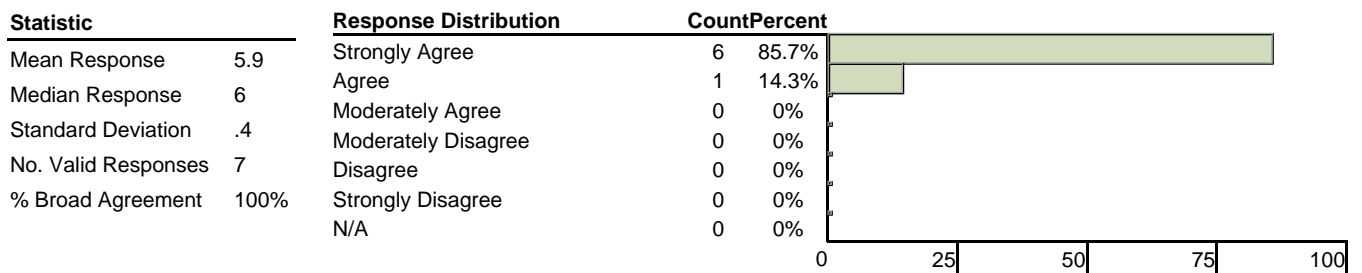 Statistic
Mean Response 5.9
Median Response 6
Standard Deviation .4
No. Valid Responses 7
% Broad Agreement 100%
Response Distribution CountPercent
Strongly Agree 6 85.7%
Agree 1 14.3%
Moderately Agree 0 0%
Moderately Disagree 0 0%
Disagree 0 0%
Strongly Disagree 0 0%
N/A 0 0%
0 25 50 75 100